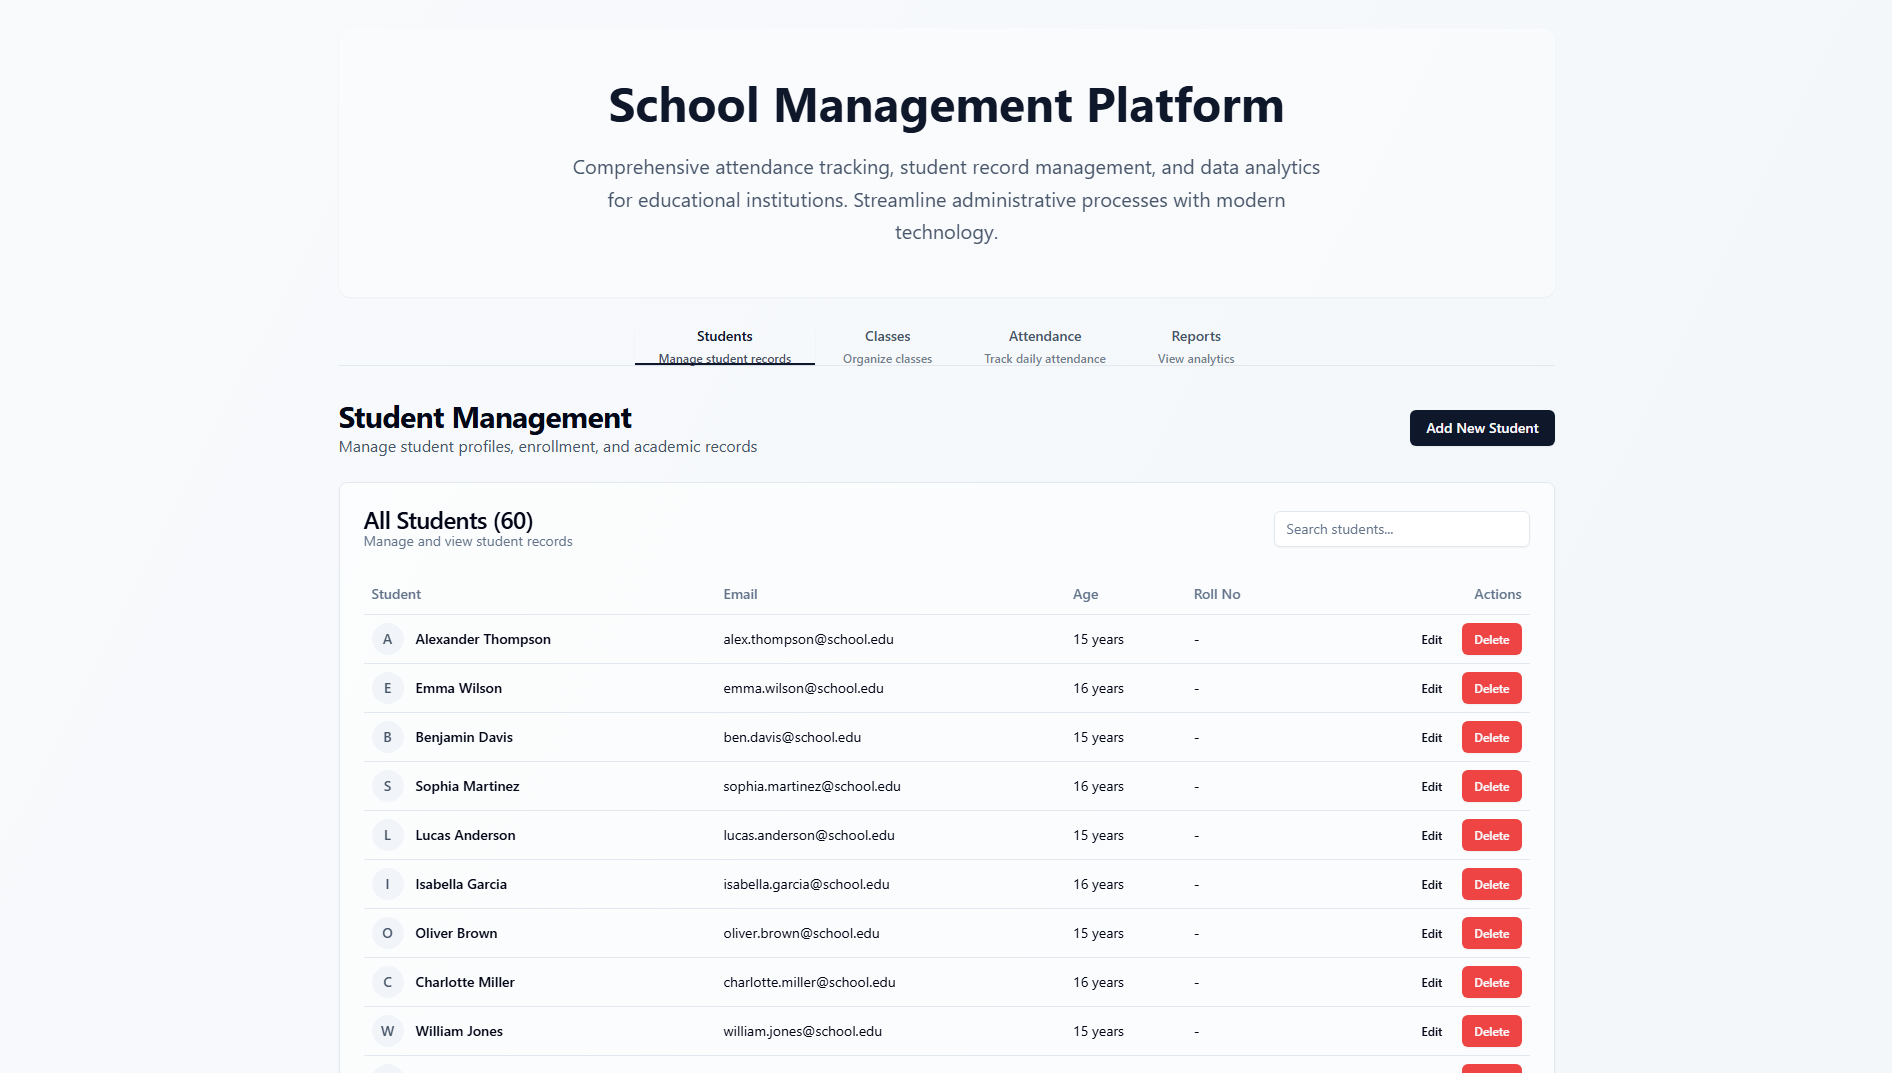 School Management Platform
Comprehensive attendance tracking, student record management, and data analytics
for educational institutions. Streamline administrative processes with modern
technology.
Students Classes Attendance Reports
Manage student records Organize classes Track daily attendance View analytics
Student Management
Manage student profiles, enrollment, and academic records
Add New Student
All Students (60)
Manage and view student records
Search students...
Student Email Age Roll No Actions
A Alexander Thompson alex.thompson@school.edu 15 years - Edit Delete
E Emma Wilson emma.wilson@school.edu 16 years - Edit Delete
B Benjamin Davis ben.davis@school.edu 15 years - Edit Delete
S Sophia Martinez sophia.martinez@school.edu 16 years - Edit Delete
L Lucas Anderson lucas.anderson@school.edu 15 years - Edit Delete
I Isabella Garcia isabella.garcia@school.edu 16 years - Edit Delete
O Oliver Brown oliver.brown@school.edu 15 years - Edit Delete
C Charlotte Miller charlotte.miller@school.edu 16 years - Edit Delete
W William Jones william.jones@school.edu 15 years - Edit Delete